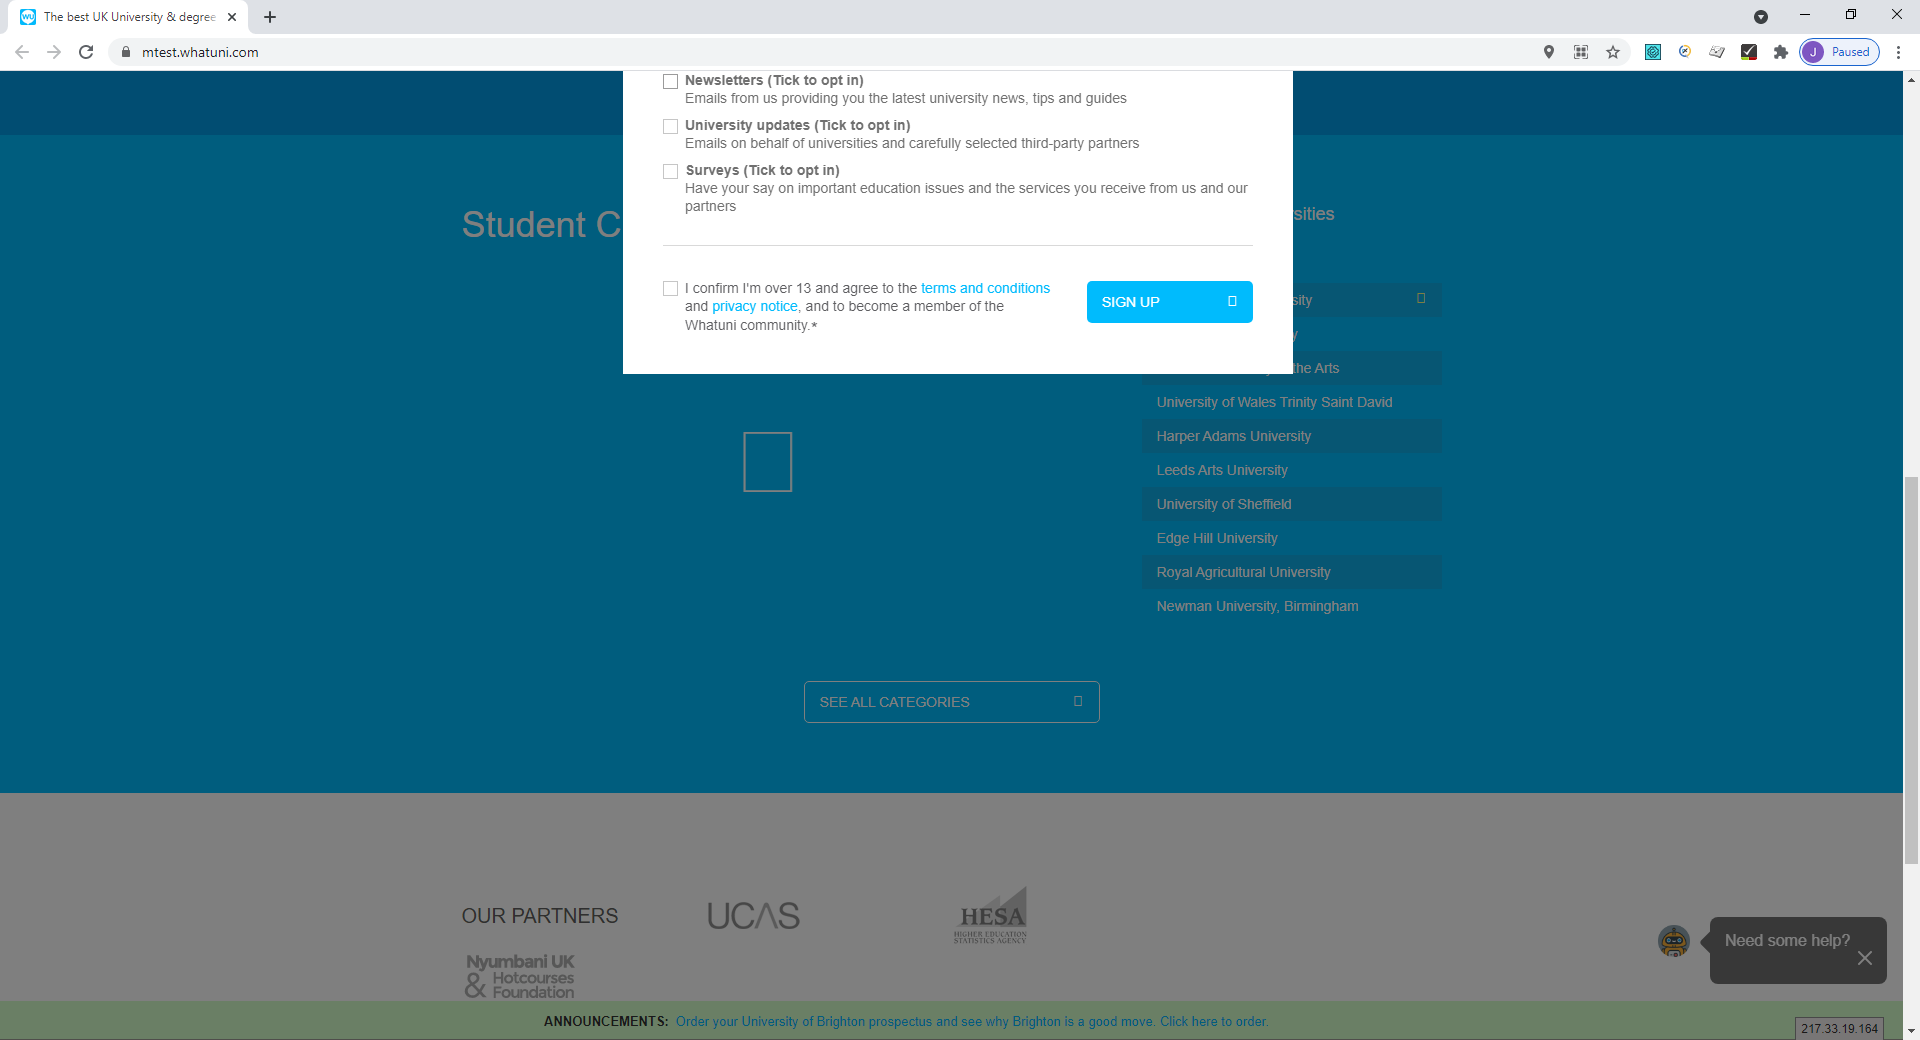 The best UK University & degree
mtest.whatuni.com
Paused
Newsletters (Tick to opt in)
Emails from us providing you the latest university news, tips and guides
University updates (Tick to opt in)
Emails on behalf of universities and carefully selected third-party partners
Surveys (Tick to opt in)
Have your say on important education issues and the services you receive from us and our
partners
I confirm I'm over 13 and agree to the terms and conditions
and privacy notice, and to become a member of the
Whatuni community.*
SIGN UP
Student C
sities
sity
y
the Arts
University of Wales Trinity Saint David
Harper Adams University
Leeds Arts University
University of Sheffield
Edge Hill University
Royal Agricultural University
Newman University, Birmingham
SEE ALL CATEGORIES
OUR PARTNERS
UCAS
HESA
HIGHER EDUCATION
STATISTICS AGENCY
Nyumbani UK
& Hotcourses
Foundation
Need some help?
ANNOUNCEMENTS: Order your University of Brighton prospectus and see why Brighton is a good move. Click here to order.
217.33.19.164